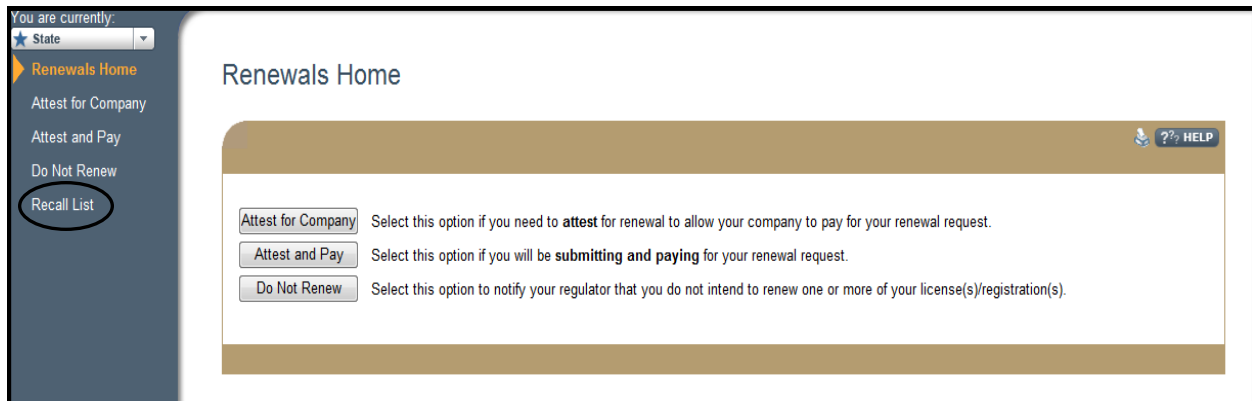 You are currently:
State
Renewals Home
Attest for Company
Attest and Pay
Do Not Renew
Recall List
Renewals Home
??? HELP
Attest for Company Select this option if you need to attest for renewal to allow your company to pay for your renewal request.
Attest and Pay Select this option if you will be submitting and paying for your renewal request.
Do Not Renew Select this option to notify your regulator that you do not intend to renew one or more of your license(s)/registration(s).